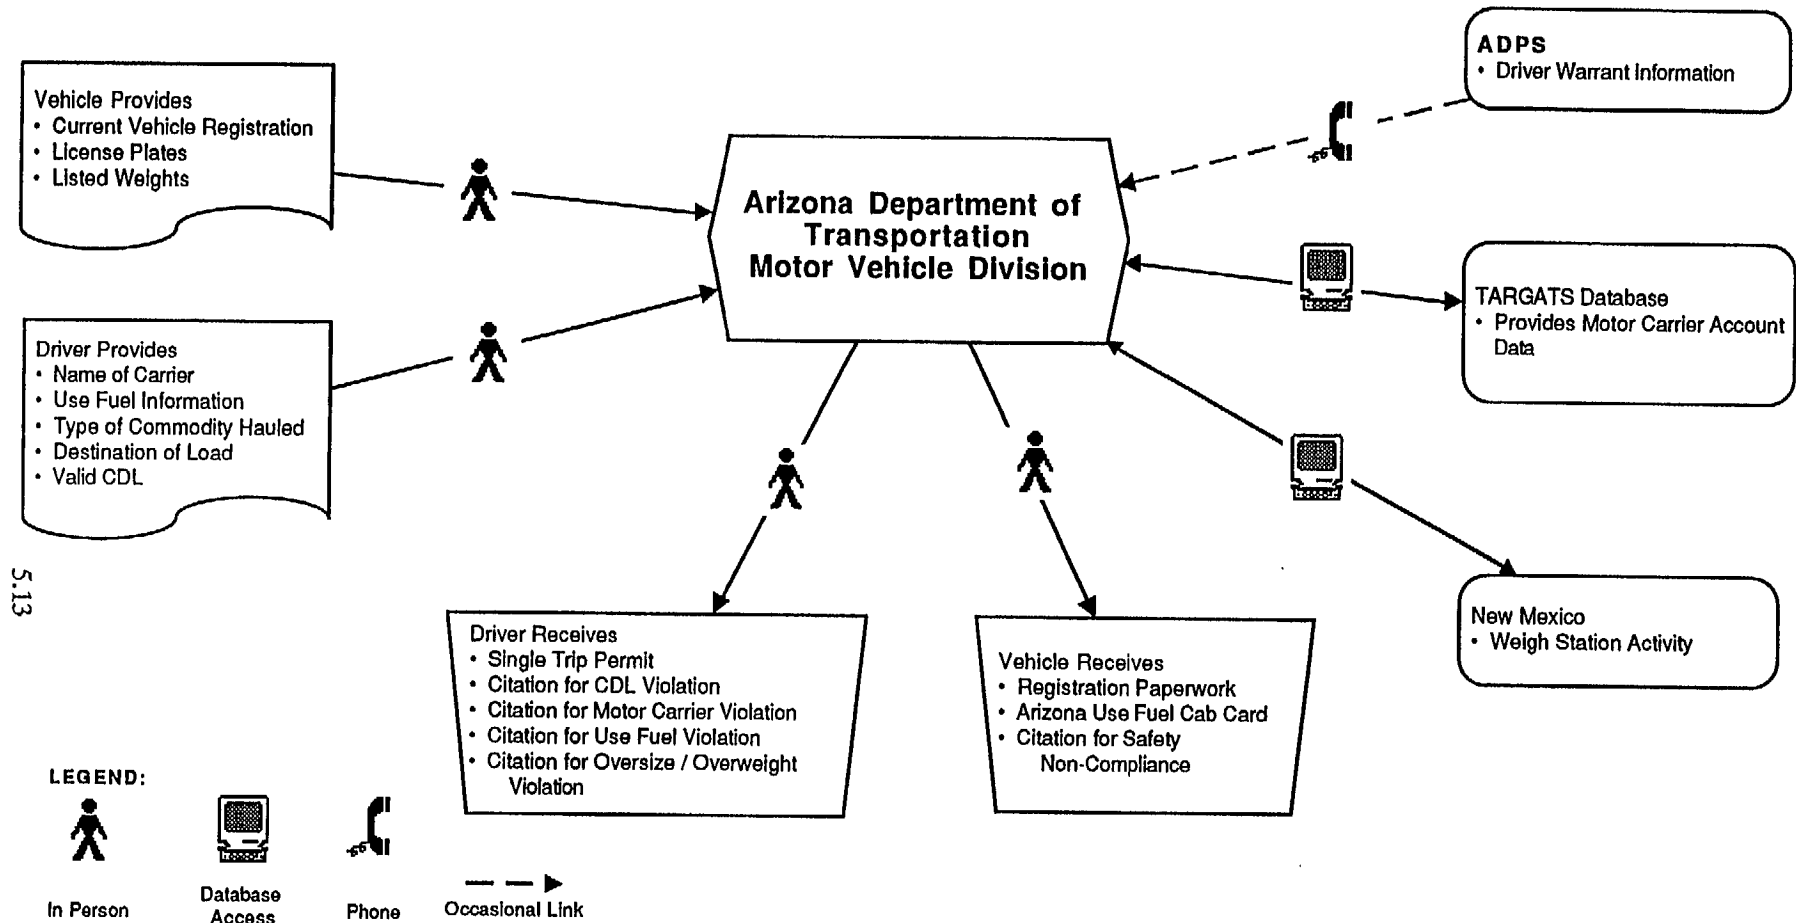 Vehicle Provides
• Current Vehicle Registration
• License Plates
• Listed Weights
Driver Provides
• Name of Carrier
• Use Fuel Information
• Type of Commodity Hauled
• Destination of Load
• Valid CDL
Arizona Department of
Transportation
Motor Vehicle Division
ADPS
• Driver Warrant Information
TARGATS Database
• Provides Motor Carrier Account
Data
New Mexico
• Weigh Station Activity
Driver Receives
• Single Trip Permit
• Citation for CDL Violation
• Citation for Motor Carrier Violation
• Citation for Use Fuel Violation
• Citation for Oversize / Overweight
Violation
Vehicle Receives
• Registration Paperwork
• Arizona Use Fuel Cab Card
• Citation for Safety
Non-Compliance
5.13
LEGEND:
In Person
Database
Access
Phone
Occasional Link